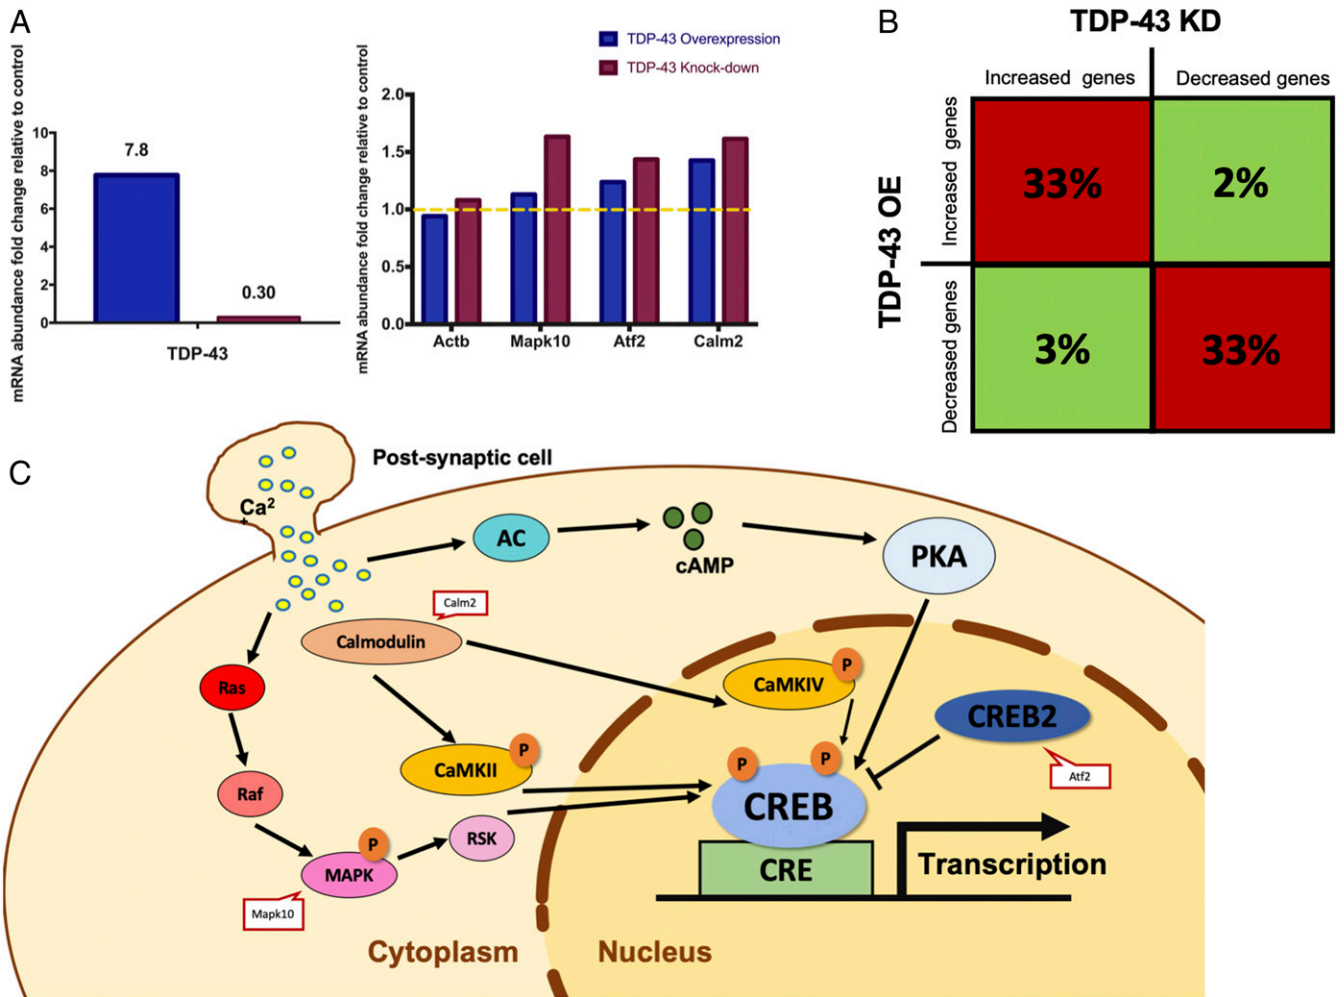 A
mRNA abundance fold change relative to control
10
8
6
4
2
0
7.8
0.30
TDP-43
mRNA abundance fold change relative to control
TDP-43 Overexpression
TDP-43 Knock-down
2.0
1.5
1.0
0.5
0.0
Actb
Mapk10
Atf2
Calm2
B
TDP-43 KD
Increased genes
Decreased genes
TDP-43 OE
Increased genes
Decreased genes
33%
2%
3%
33%
C
Post-synaptic cell
Ca2
+
AC
cAMP
PKA
Calm2
Calmodulin
Ras
CaMKIV
P
CREB2
Atf2
CaMKII
P
Raf
P
P
CREB
RSK
P
MAPK
Mapk10
CRE
Transcription
Cytoplasm
Nucleus